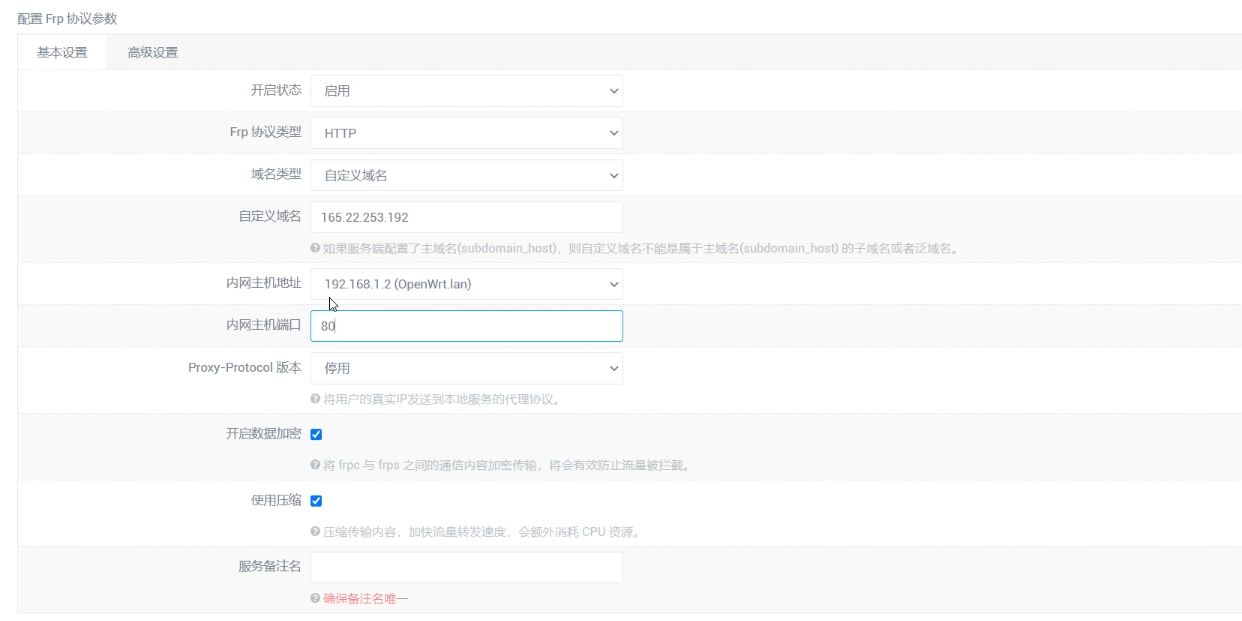 配置 Frp 协议参数
基本设置 高级设置
开启状态 启用
Frp 协议类型 HTTP
域名类型 自定义域名
自定义域名 165.22.253.192
如果服务端配置了主域名(subdomain_host)，则自定义域名不能是属于主域名(subdomain_host) 的子域名或者泛域名。
内网主机地址 192.168.1.2 (OpenWrt.lan)
内网主机端口 80
Proxy-Protocol 版本 停用
将用户的真实IP发送到本地服务的代理协议。
开启数据加密
将 frpc 与 frps 之间的通信内容加密传输，将会有效防止流量被拦截。
使用压缩
压缩传输内容，加快流量转发速度，会额外消耗 CPU 资源。
服务备注名
确保备注名唯一